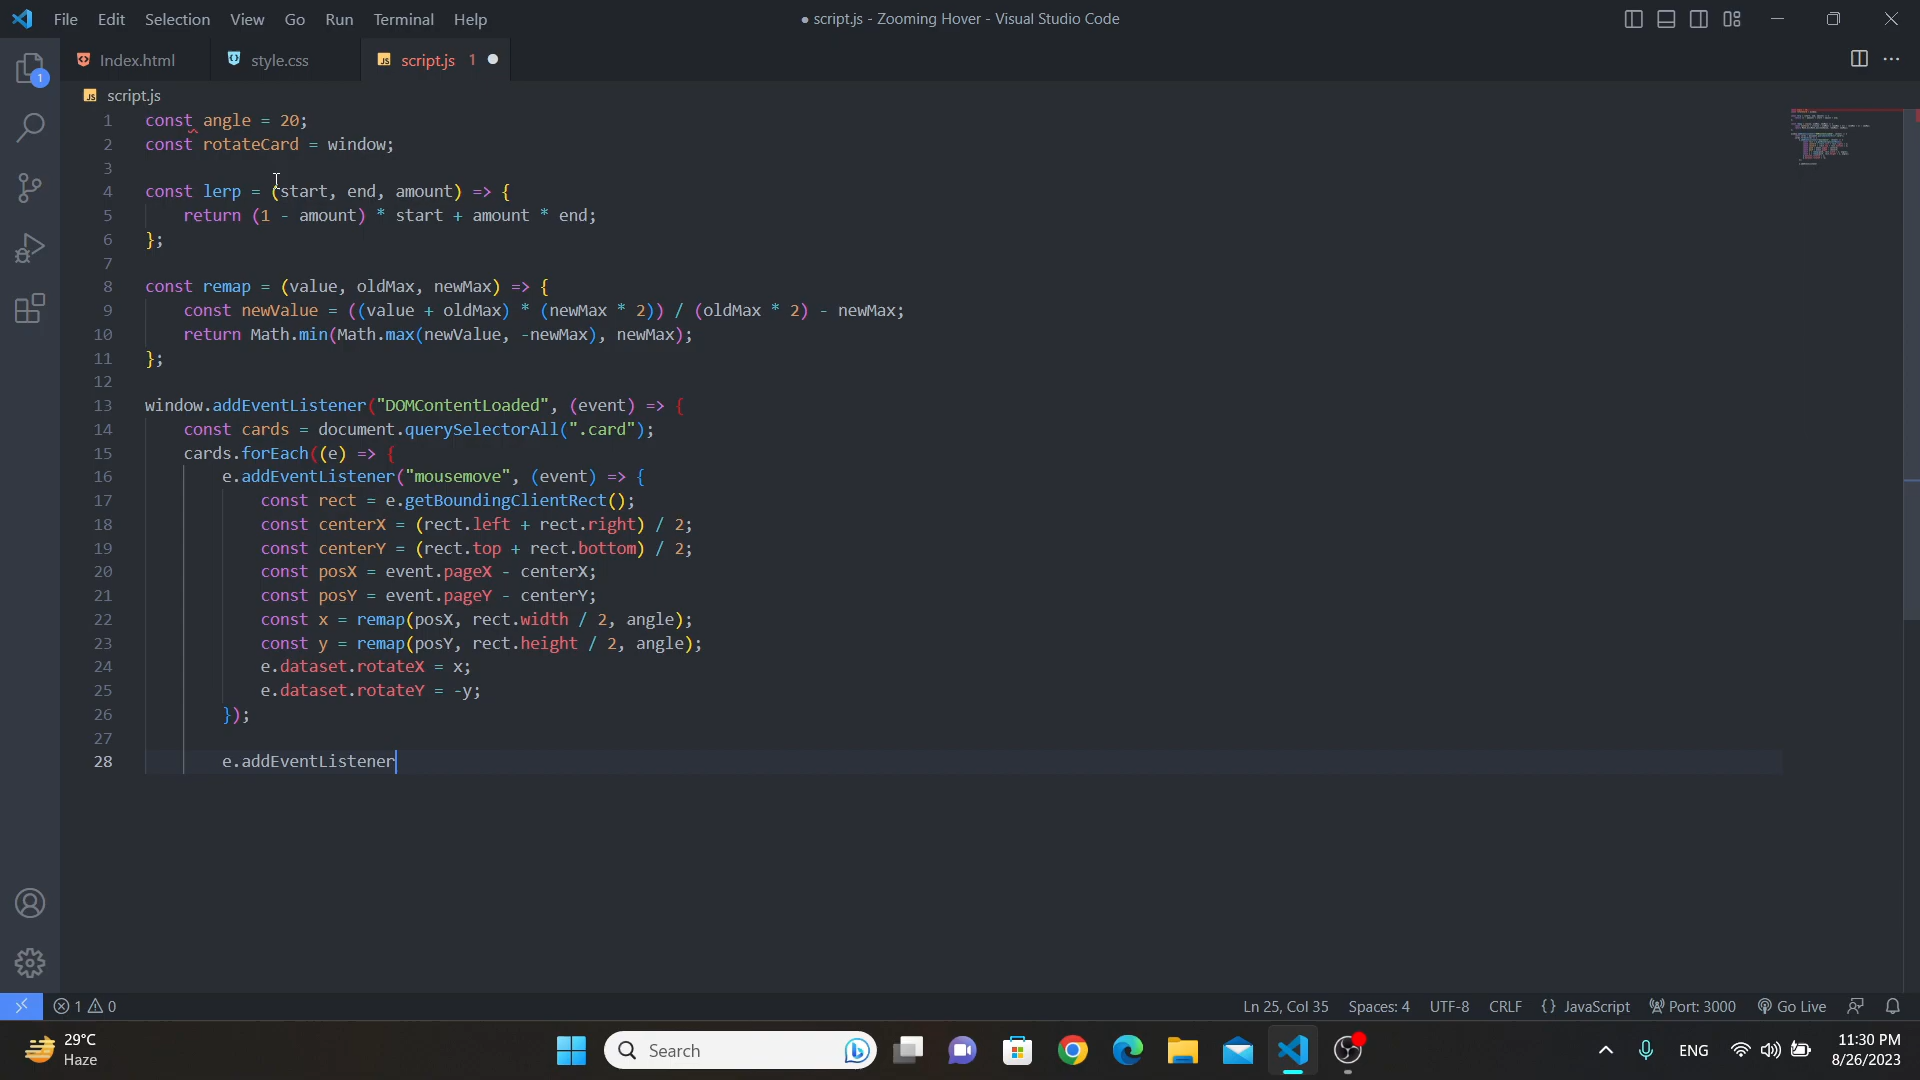 File Edit Selection View Go Run Terminal Help
● script.js - Zooming Hover - Visual Studio Code
Index.html
style.css
script.js 1
1
script.js
1 const angle = 20;
2 const rotateCard = window;
3
4 const lerp = (start, end, amount) => {
5 return (1 - amount) * start + amount * end;
6 };
7
8 const remap = (value, oldMax, newMax) => {
9 const newValue = ((value + oldMax) * (newMax * 2)) / (oldMax * 2) - newMax;
10 return Math.min(Math.max(newValue, -newMax), newMax);
11 };
12
13 window.addEventListener("DOMContentLoaded", (event) => {
14 const cards = document.querySelectorAll(".card");
15 cards.forEach((e) => {
16 e.addEventListener("mousemove", (event) => {
17 const rect = e.getBoundingClientRect();
18 const centerX = (rect.left + rect.right) / 2;
19 const centerY = (rect.top + rect.bottom) / 2;
20 const posX = event.pageX - centerX;
21 const posY = event.pageY - centerY;
22 const x = remap(posX, rect.width / 2, angle);
23 const y = remap(posY, rect.height / 2, angle);
24 e.dataset.rotateX = x;
25 e.dataset.rotateY = -y;
26 });
27
28 e.addEventListener
1 0
Ln 25, Col 35 Spaces: 4 UTF-8 CRLF {} JavaScript Port: 3000 Go Live
29°C
Haze
Search
ENG
11:30 PM
8/26/2023